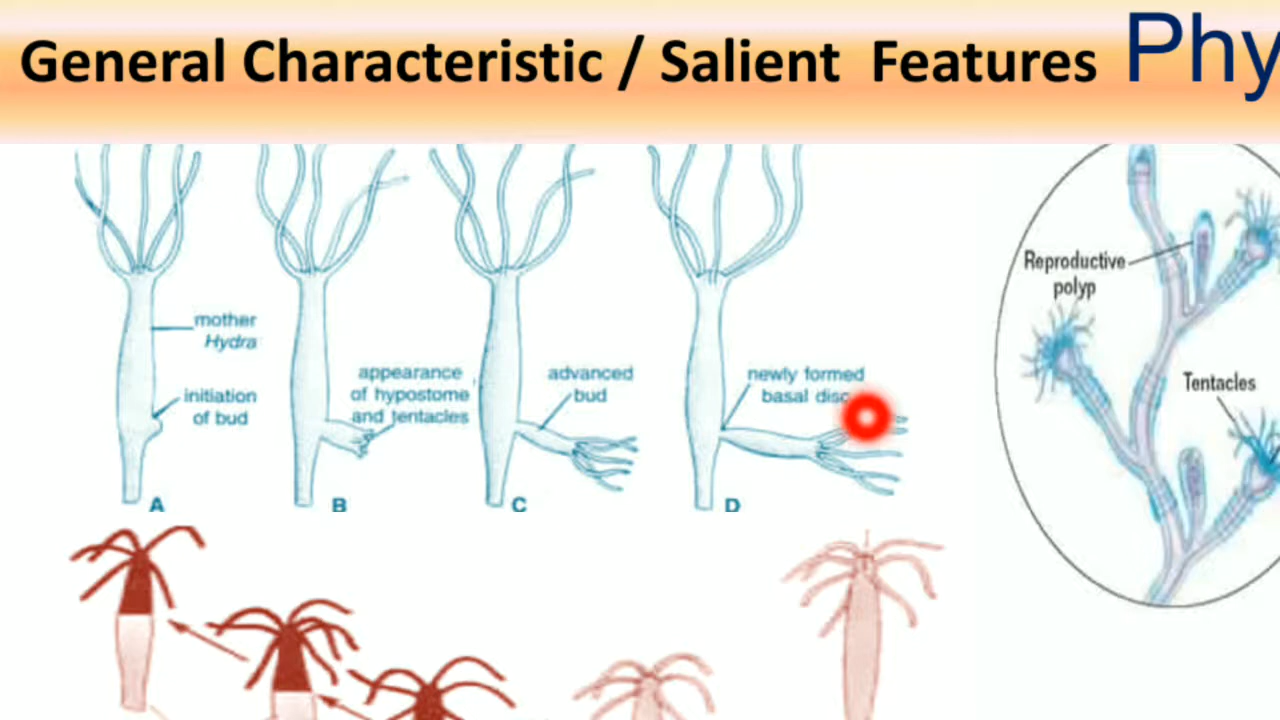 General Characteristic / Salient Features Phy
mother
Hydra
initiation
of bud
A
appearance
of hypostome
and tentacles
B
advanced
bud
C
newly formed
basal disc
D
Reproductive
polyp
Tentacles